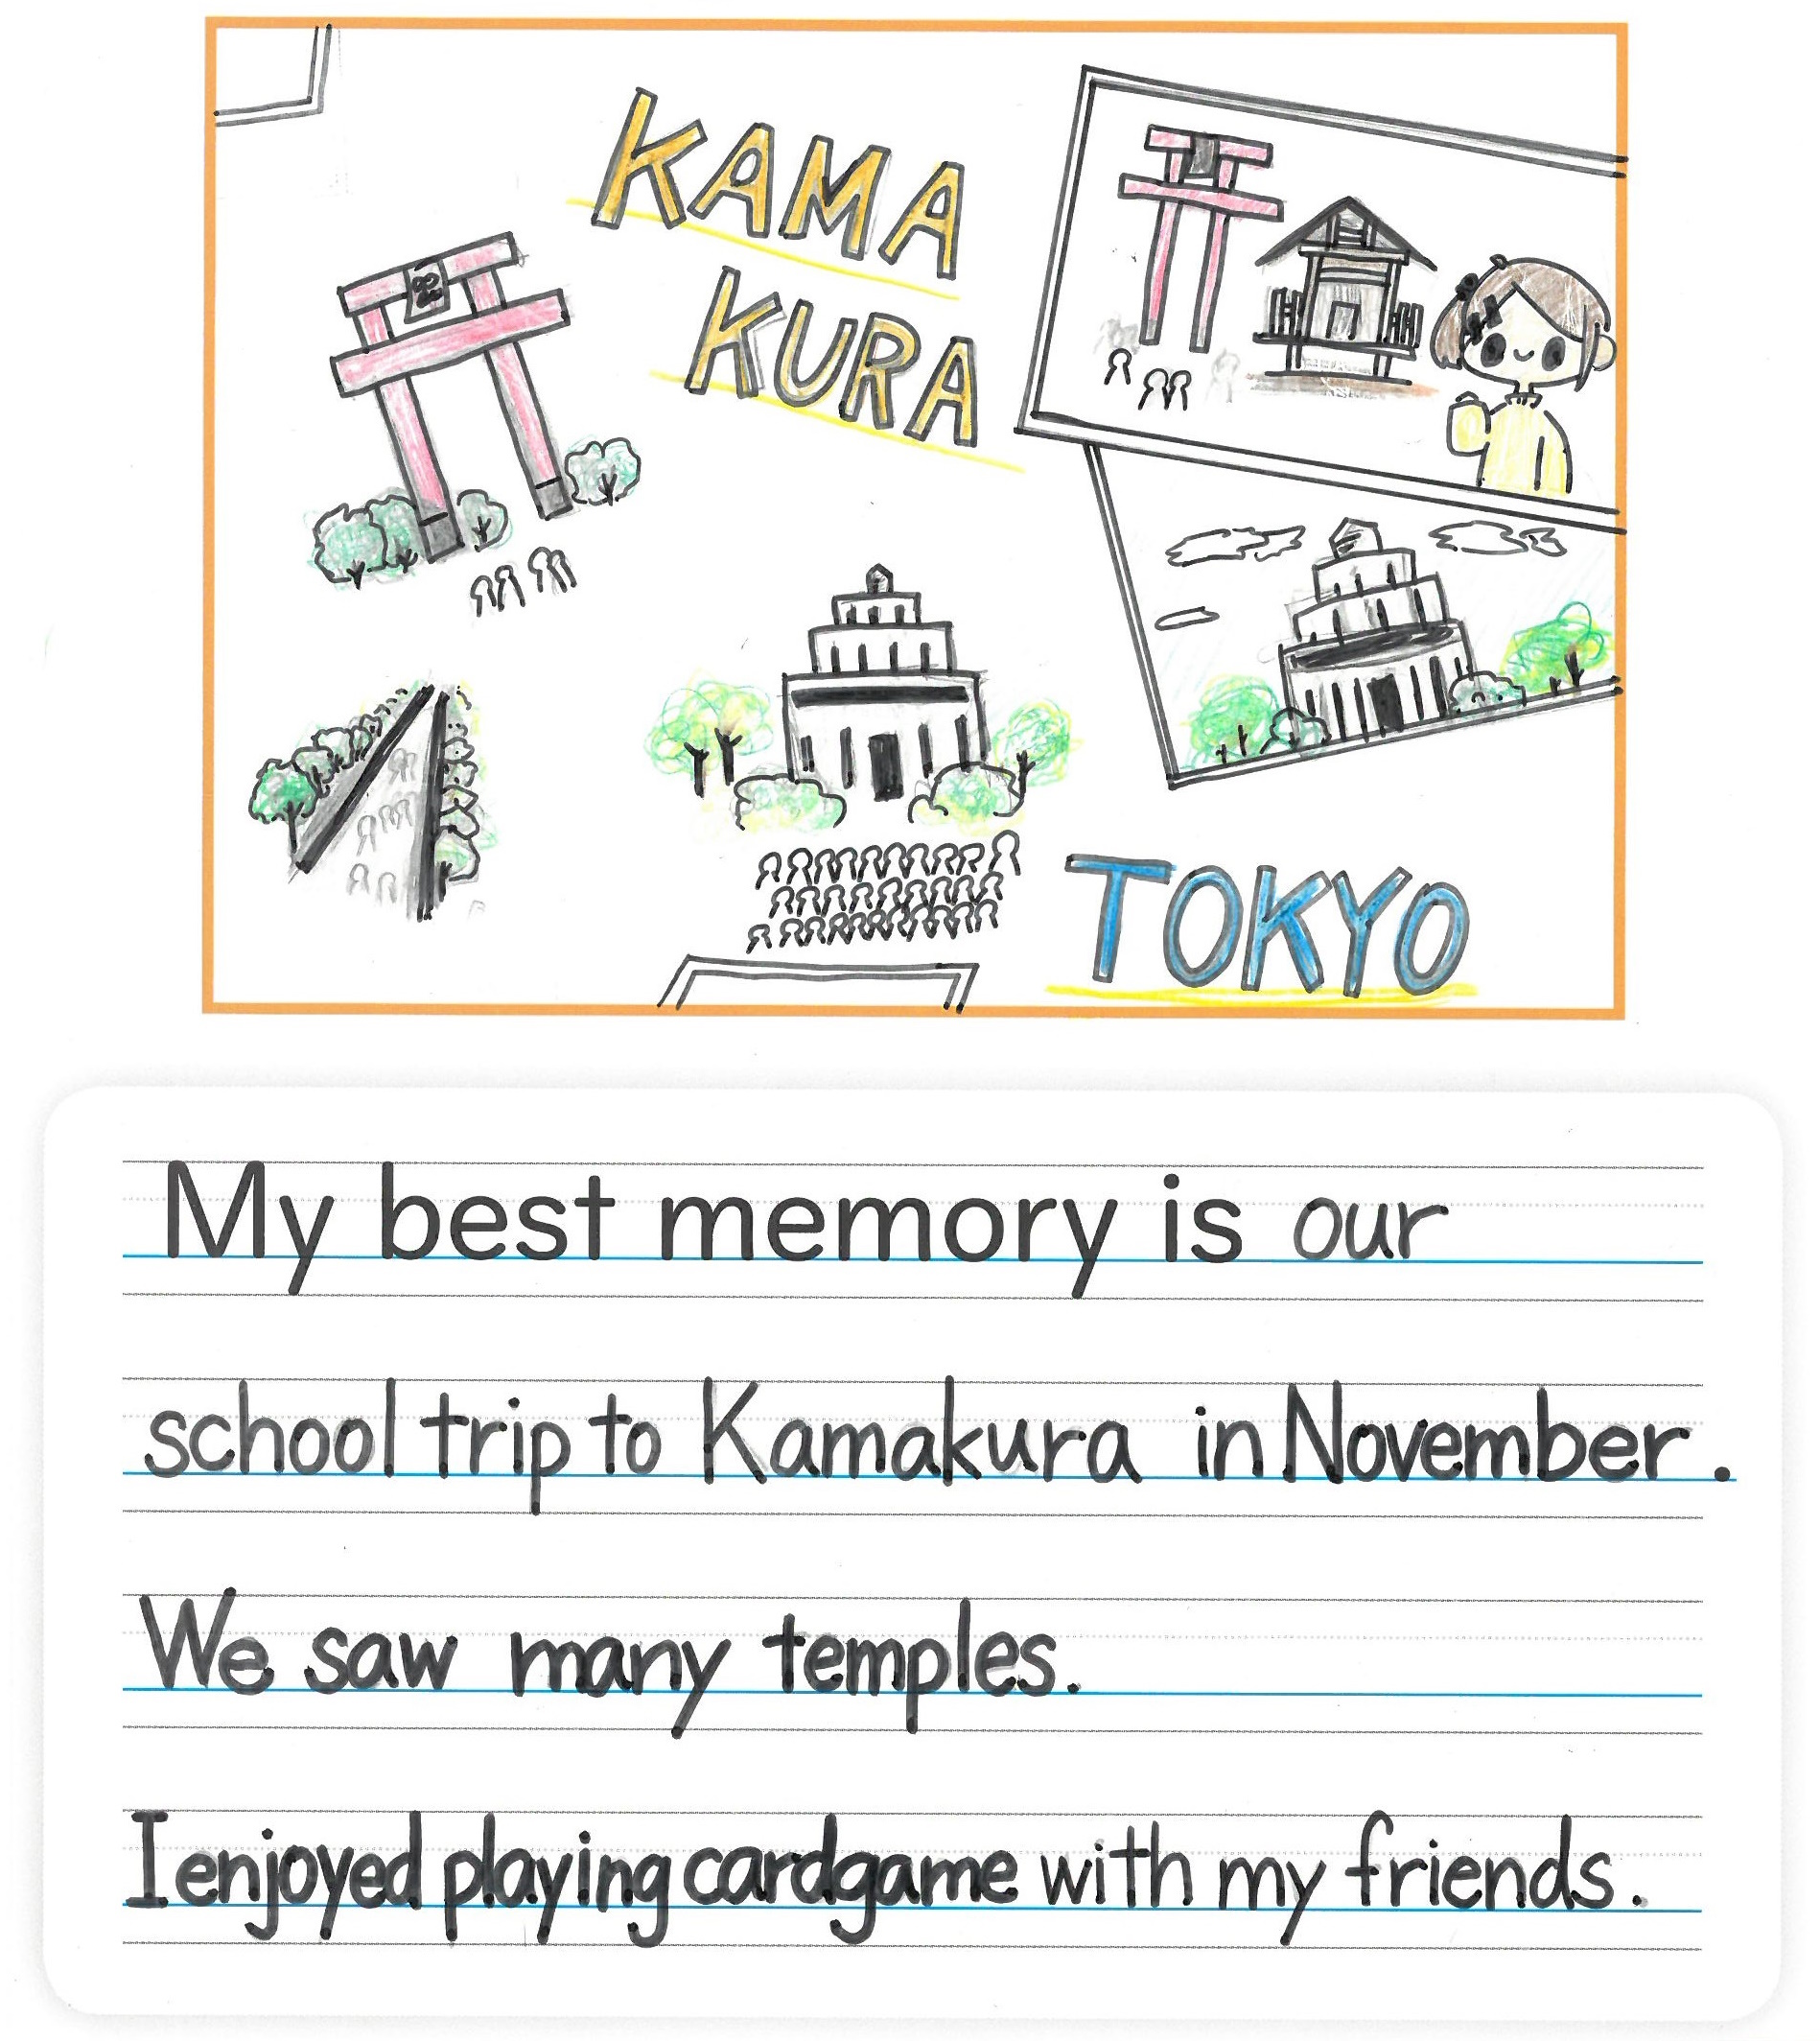 KAMA
KURA
TOKYO
My best memory is our
school trip to Kamakura in November.
We saw many temples.
I enjoyed playing cardgame with my friends.